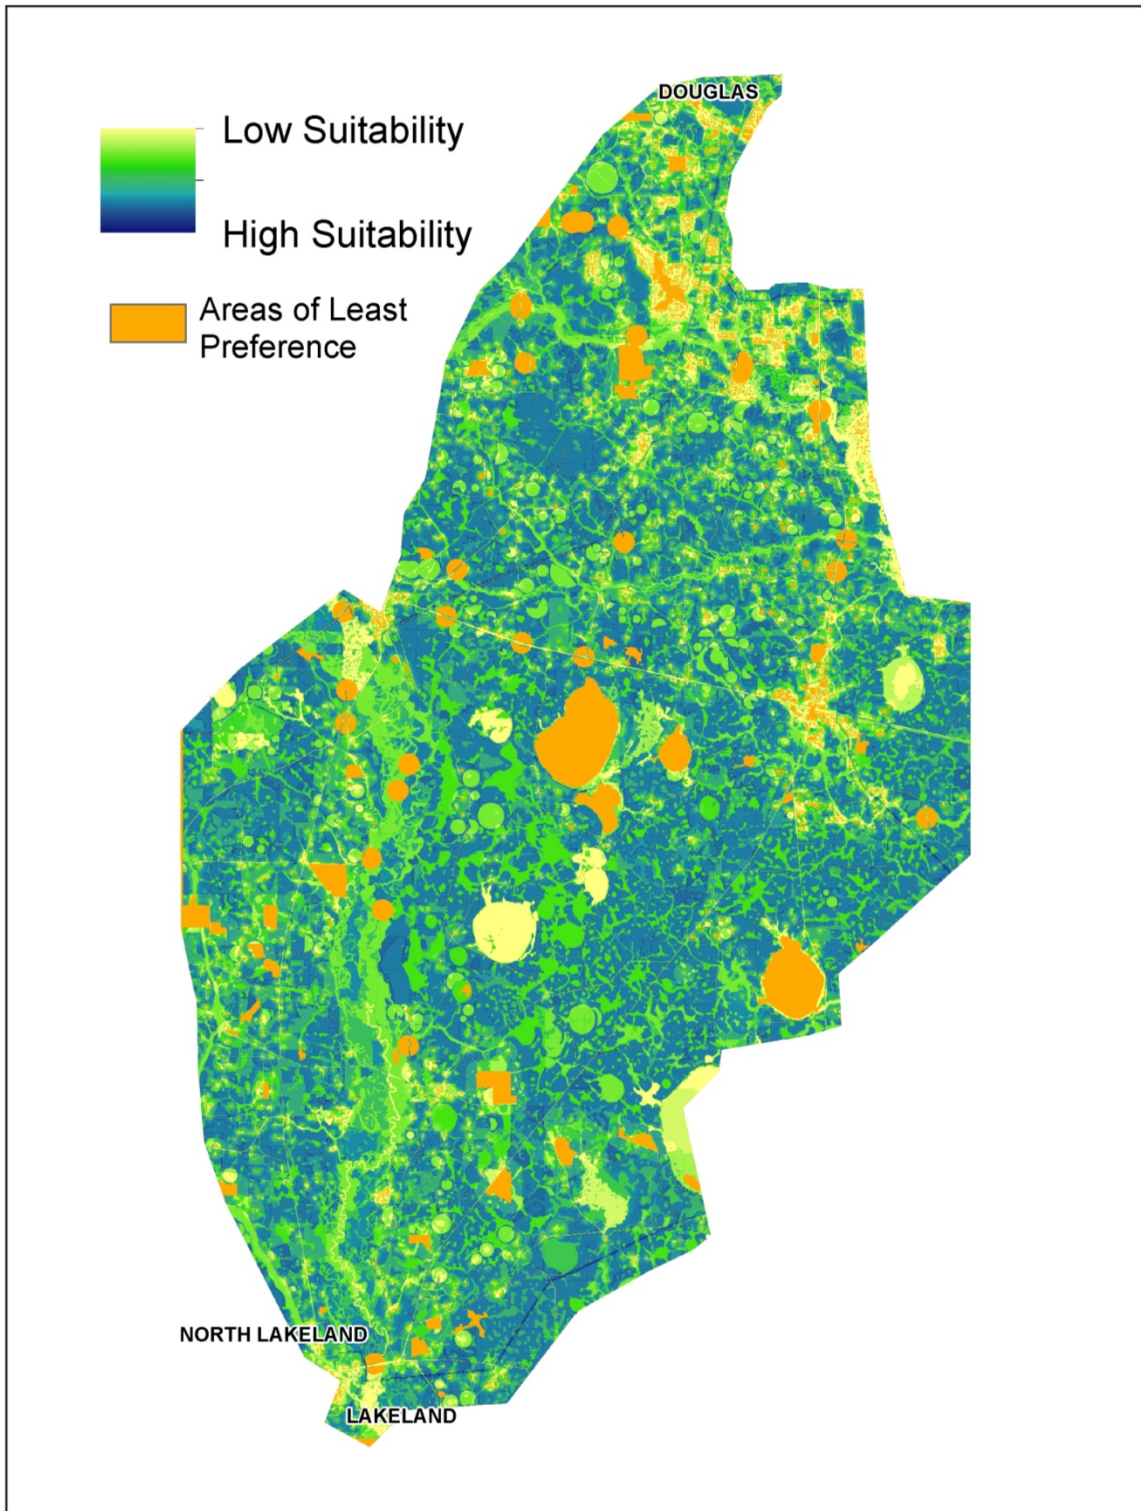 DOUGLAS
Low Suitability
High Suitability
Areas of Least
Preference
NORTH LAKELAND
LAKELAND